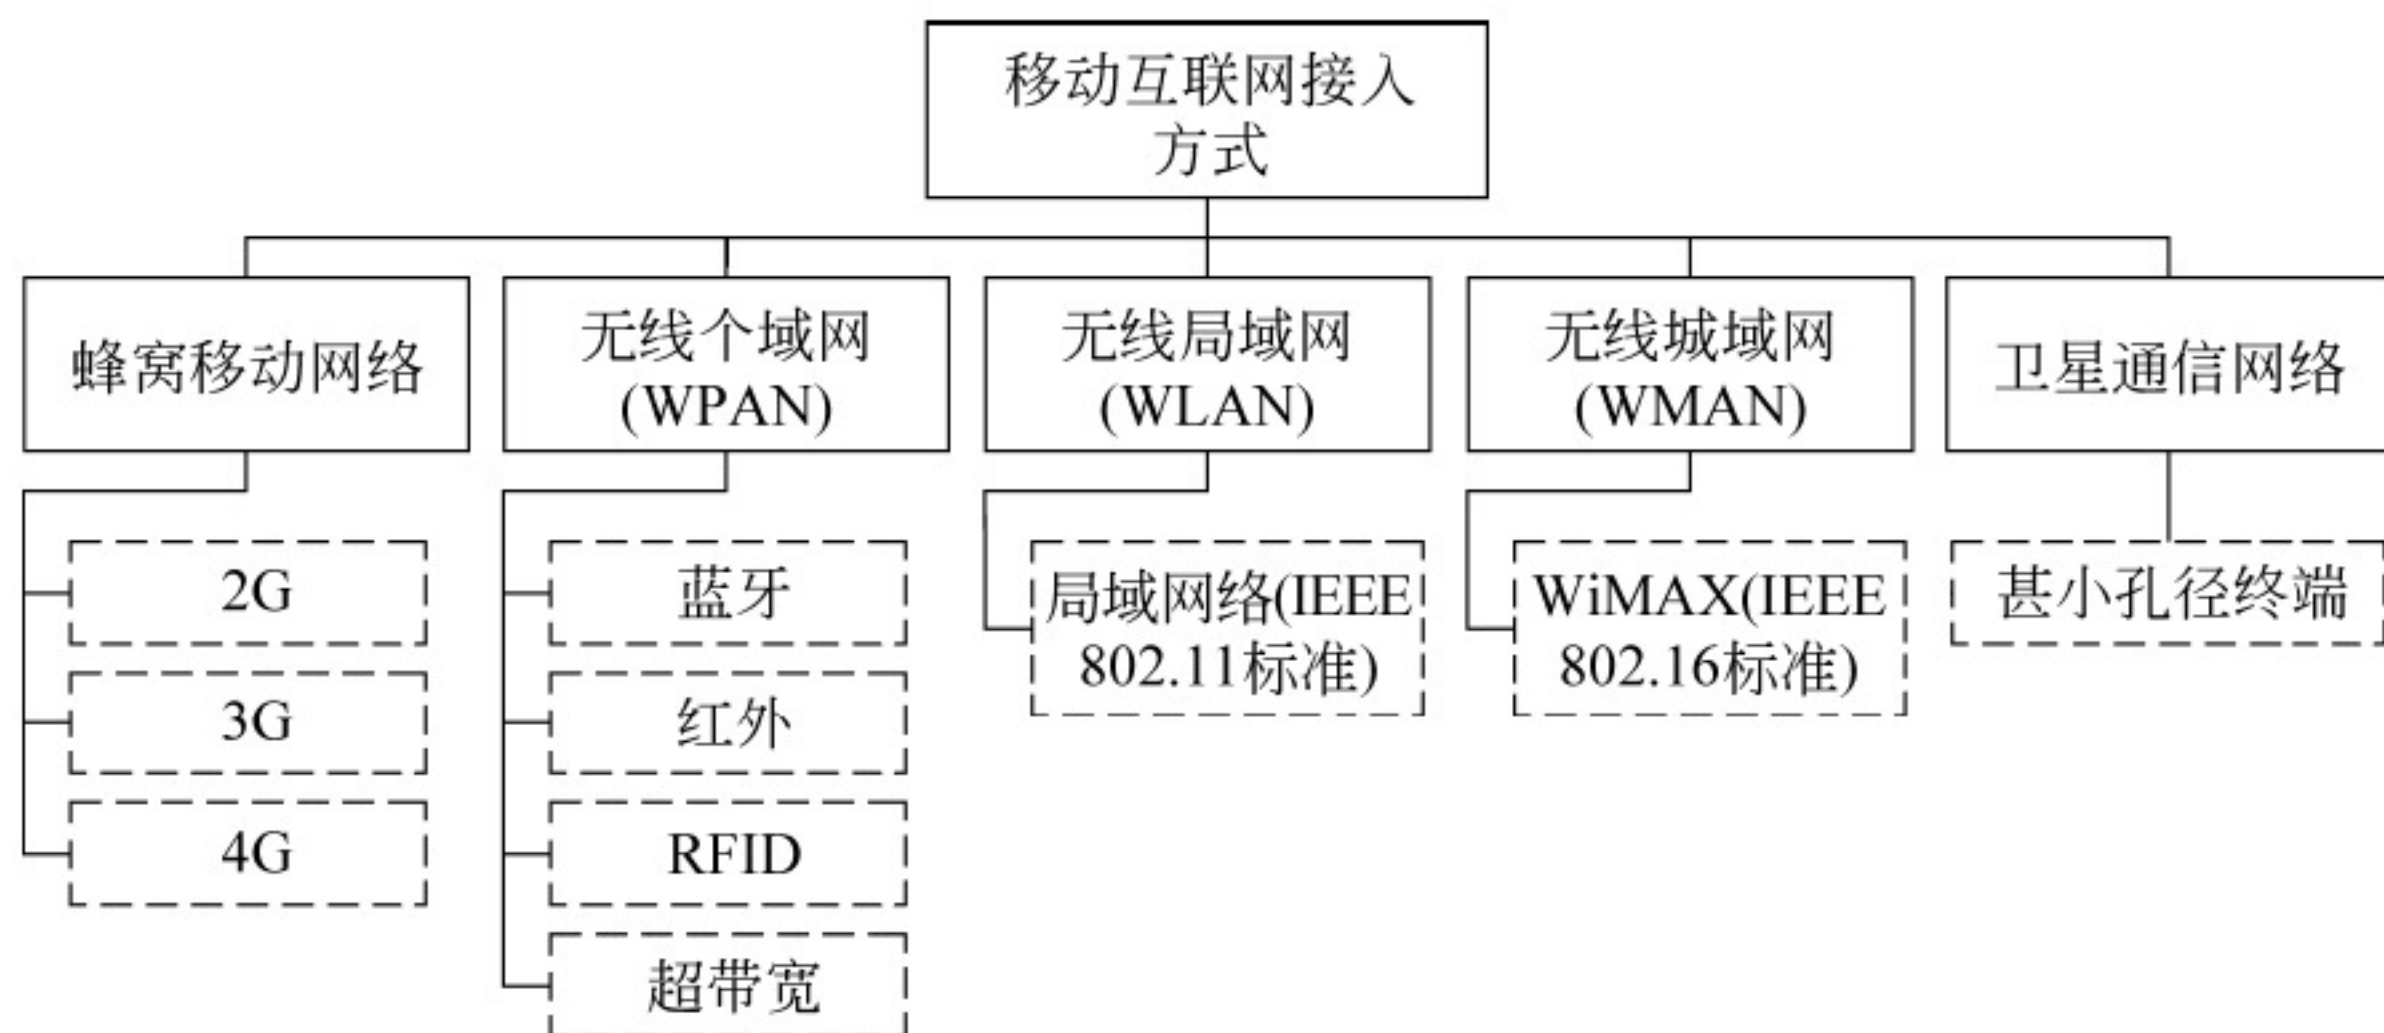 移动互联网接入
方式
蜂窝移动网络
无线个域网
(WPAN)
无线局域网
(WLAN)
无线城域网
(WMAN)
卫星通信网络
2G
3G
4G
蓝牙
红外
RFID
超带宽
局域网络(IEEE
802.11标准)
WiMAX(IEEE
802.16标准)
甚小孔径终端